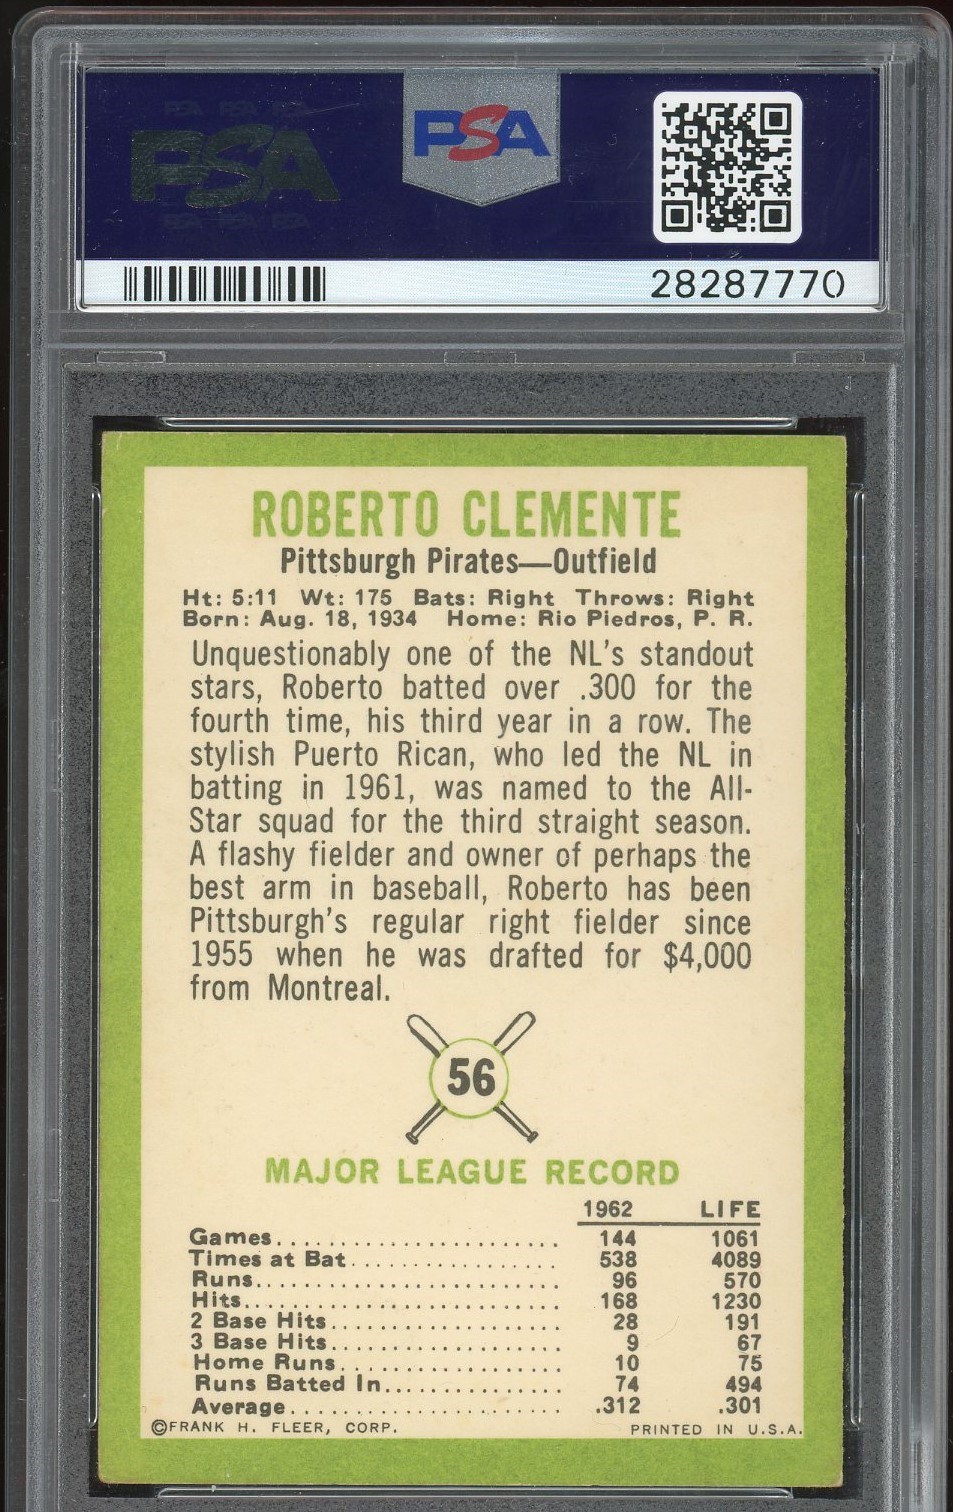 PSA PSA PSA
PSA
PSA PSA PSA
PSA
28287770
ROBERTO CLEMENTE
Pittsburgh Pirates—Outfield
Ht: 5:11 Wt: 175 Bats: Right Throws: Right
Born: Aug. 18, 1934 Home: Rio Piedros, P. R.
Unquestionably one of the NL's standout
stars, Roberto batted over .300 for the
fourth time, his third year in a row. The
stylish Puerto Rican, who led the NL in
batting in 1961, was named to the All-
Star squad for the third straight season.
A flashy fielder and owner of perhaps the
best arm in baseball, Roberto has been
Pittsburgh's regular right fielder since
1955 when he was drafted for $4,000
from Montreal.
56
MAJOR LEAGUE RECORD
1962 LIFE
Games 144 1061
Times at Bat 538 4089
Runs 96 570
Hits 168 1230
2 Base Hits 28 191
3 Base Hits 9 67
Home Runs 10 75
Runs Batted In 74 494
Average .312 .301
©FRANK H. FLEER, CORP. PRINTED IN U.S.A.